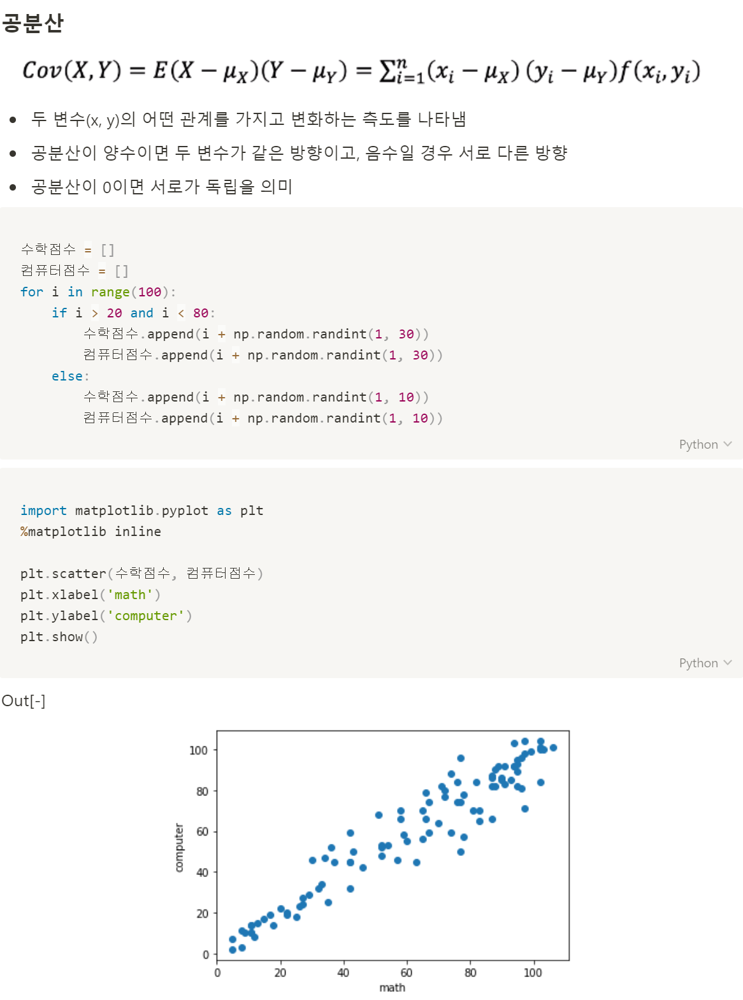 공분산
Cov(X,Y) = E(X − μ_X)(Y − μ_Y) = ∑_{i=1}^{n}(x_i − μ_X) (y_i − μ_Y)f(x_i,y_i)
• 두 변수(x, y)의 어떤 관계를 가지고 변화하는 측도를 나타냄
• 공분산이 양수이면 두 변수가 같은 방향이고, 음수일 경우 서로 다른 방향
• 공분산이 0이면 서로가 독립을 의미
수학점수 = []
컴퓨터점수 = []
for i in range(100):
    if i > 20 and i < 80:
        수학점수.append(i + np.random.randint(1, 30))
        컴퓨터점수.append(i + np.random.randint(1, 30))
    else:
        수학점수.append(i + np.random.randint(1, 10))
        컴퓨터점수.append(i + np.random.randint(1, 10))
Python
import matplotlib.pyplot as plt
%matplotlib inline
plt.scatter(수학점수, 컴퓨터점수)
plt.xlabel('math')
plt.ylabel('computer')
plt.show()
Python
Out[-]
100
80
60
40
20
0
computer
0 20 40 60 80 100
math